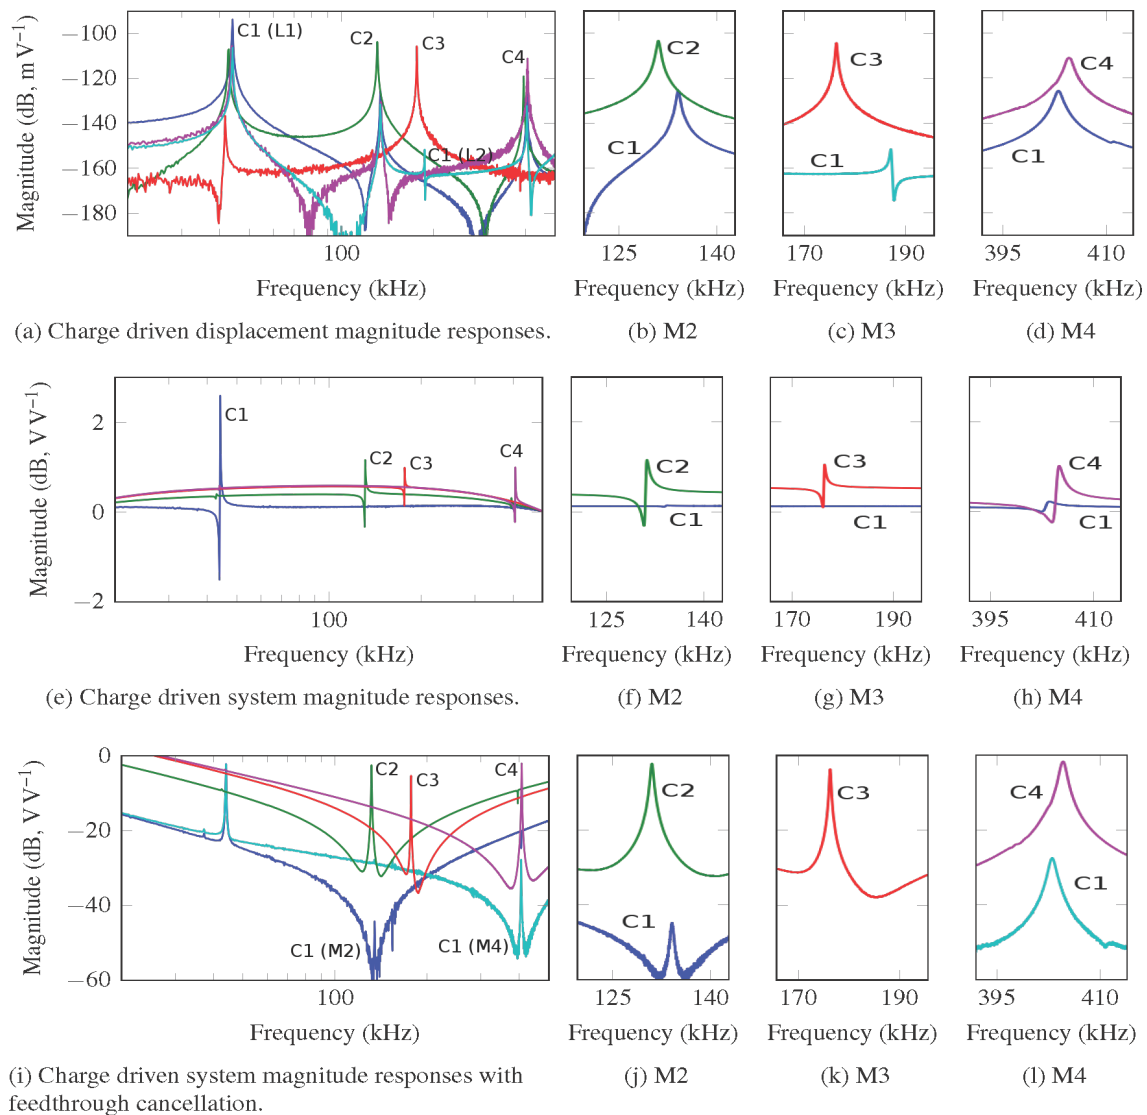 Magnitude (dB, m V−1)
−100
−120
−140
−160
−180
C1 (L1)
C2
C3
C4
C1 (L2)
100
Frequency (kHz)
(a) Charge driven displacement magnitude responses.
C2
C1
125 140
Frequency (kHz)
(b) M2
C3
C1
170 190
Frequency (kHz)
(c) M3
C4
C1
395 410
Frequency (kHz)
(d) M4
Magnitude (dB, V V−1)
2
0
−2
C1
C2
C3
C4
100
Frequency (kHz)
(e) Charge driven system magnitude responses.
C2
C1
125 140
Frequency (kHz)
(f) M2
C3
C1
170 190
Frequency (kHz)
(g) M3
C4
C1
395 410
Frequency (kHz)
(h) M4
Magnitude (dB, V V−1)
0
−20
−40
−60
C2
C3
C4
C1 (M2)
C1 (M4)
100
Frequency (kHz)
(i) Charge driven system magnitude responses with
feedthrough cancellation.
C2
C1
125 140
Frequency (kHz)
(j) M2
C3
170 190
Frequency (kHz)
(k) M3
C4
C1
395 410
Frequency (kHz)
(l) M4